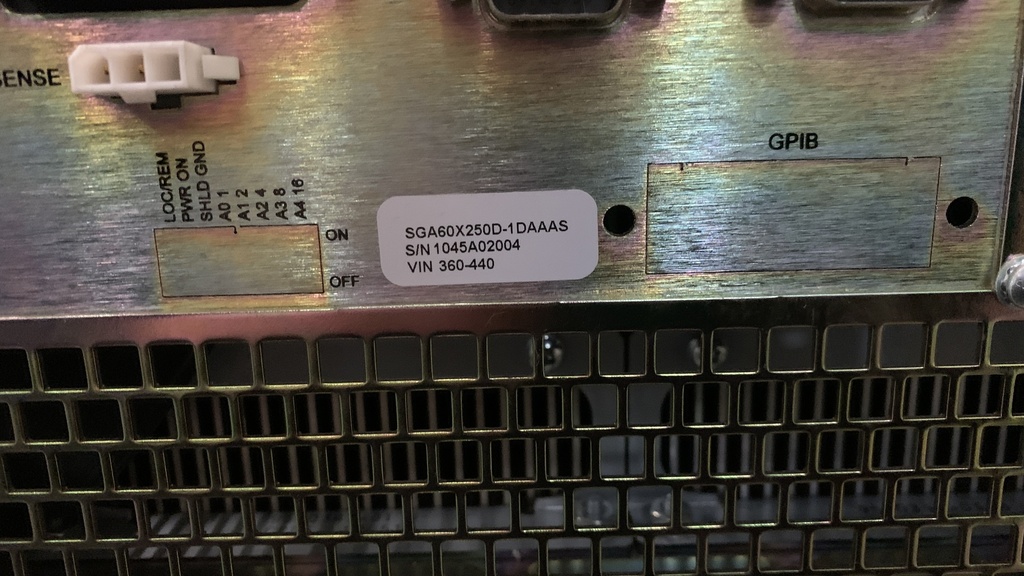 SENSE
GPIB
LOC/REM
PWR ON
SHLD GND
A0 1
A1 2
A2 4
A3 8
A4 16
ON
OFF
SGA60X250D-1DAAAS
S/N 1045A02004
VIN 360-440